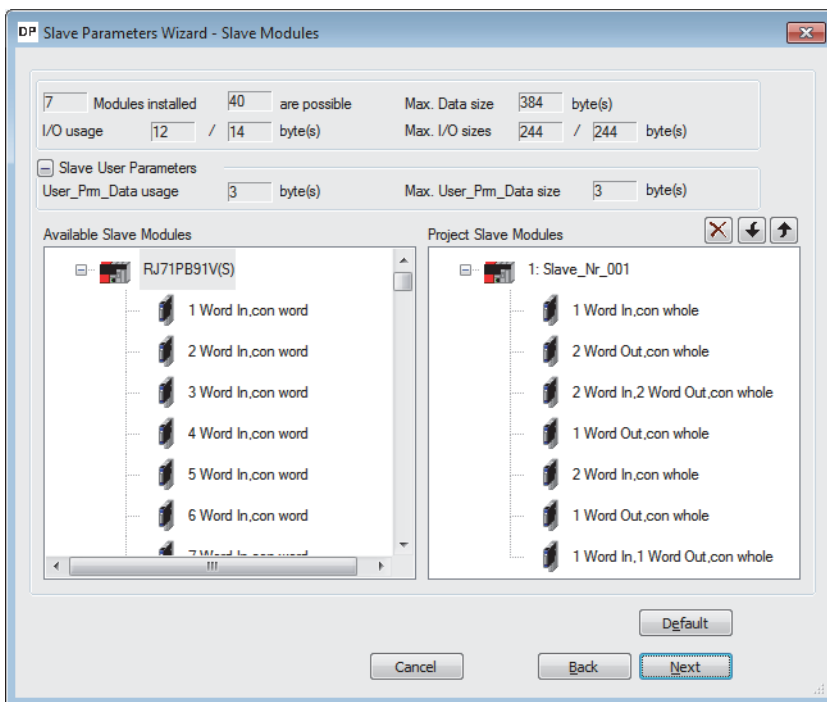 DP Slave Parameters Wizard - Slave Modules
7 Modules installed 40 are possible Max. Data size 384 byte(s)
I/O usage 12 / 14 byte(s) Max. I/O sizes 244 / 244 byte(s)
Slave User Parameters
User_Prm_Data usage 3 byte(s) Max. User_Prm_Data size 3 byte(s)
Available Slave Modules
RJ71PB91V(S)
1 Word In,con word
2 Word In,con word
3 Word In,con word
4 Word In,con word
5 Word In,con word
6 Word In,con word
7 Word In,con word
Project Slave Modules
1: Slave_Nr_001
1 Word In,con whole
2 Word Out,con whole
2 Word In,2 Word Out,con whole
1 Word Out,con whole
2 Word In,con whole
1 Word Out,con whole
1 Word In,1 Word Out,con whole
Default
Cancel Back Next